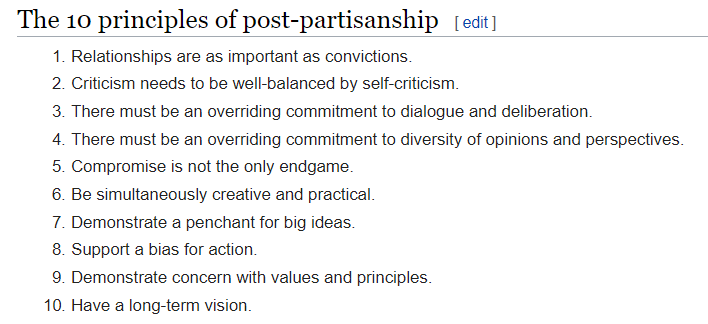 The 10 principles of post-partisanship [ edit ]
1. Relationships are as important as convictions.
2. Criticism needs to be well-balanced by self-criticism.
3. There must be an overriding commitment to dialogue and deliberation.
4. There must be an overriding commitment to diversity of opinions and perspectives.
5. Compromise is not the only endgame.
6. Be simultaneously creative and practical.
7. Demonstrate a penchant for big ideas.
8. Support a bias for action.
9. Demonstrate concern with values and principles.
10. Have a long-term vision.